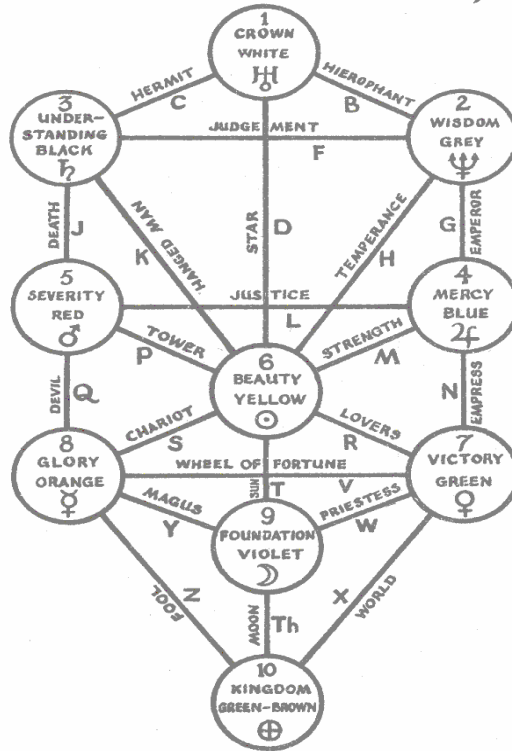 1
CROWN
WHITE
♅
HERMIT
C
HIEROPHANT
B
3
UNDER-
STANDING
BLACK
♄
JUDGEMENT
F
2
WISDOM
GREY
♆
DEATH
J
K
HANGED MAN
STAR
D
TEMPERANCE
H
G
EMPEROR
5
SEVERITY
RED
♂
JUSTICE
L
4
MERCY
BLUE
♃
TOWER
P
STRENGTH
M
6
BEAUTY
YELLOW
☉
DEVIL
Q
N
EMPRESS
CHARIOT
S
LOVERS
R
8
GLORY
ORANGE
☿
WHEEL OF FORTUNE
V
SUN
T
7
VICTORY
GREEN
♀
MAGUS
Y
PRIESTESS
W
9
FOUNDATION
VIOLET
☽
FOOL
Z
MOON
Th
X
WORLD
10
KINGDOM
GREEN-BROWN
⊕